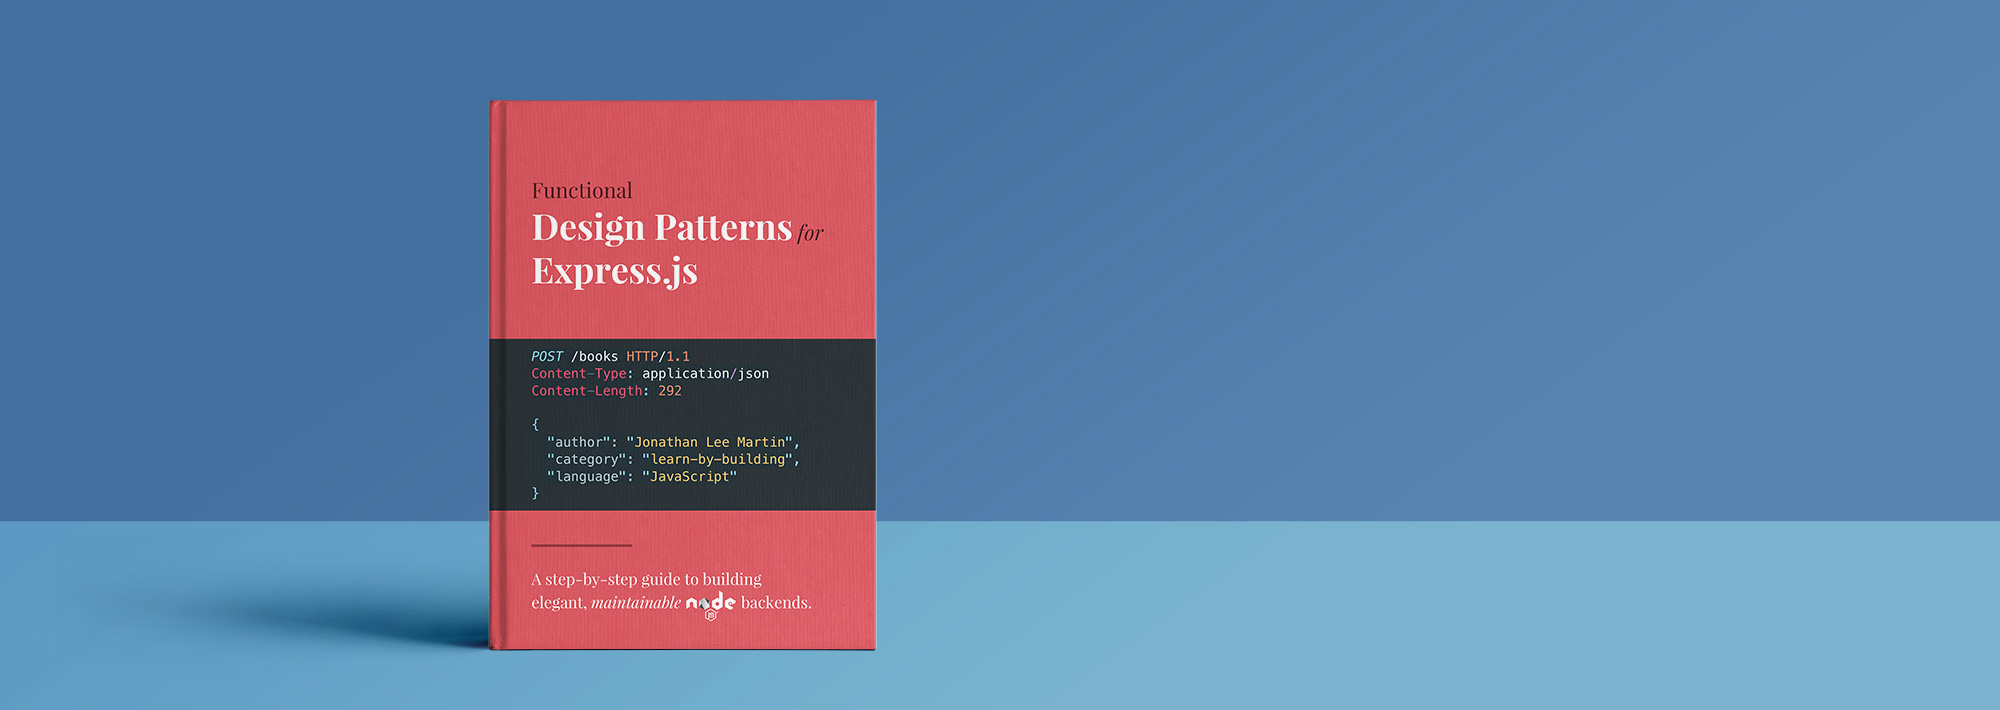 Functional
Design Patterns for
Express.js
POST /books HTTP/1.1
Content-Type: application/json
Content-Length: 292
{
"author": "Jonathan Lee Martin",
"category": "learn-by-building",
"language": "JavaScript"
}
A step-by-step guide to building
elegant, maintainable node backends.
JS